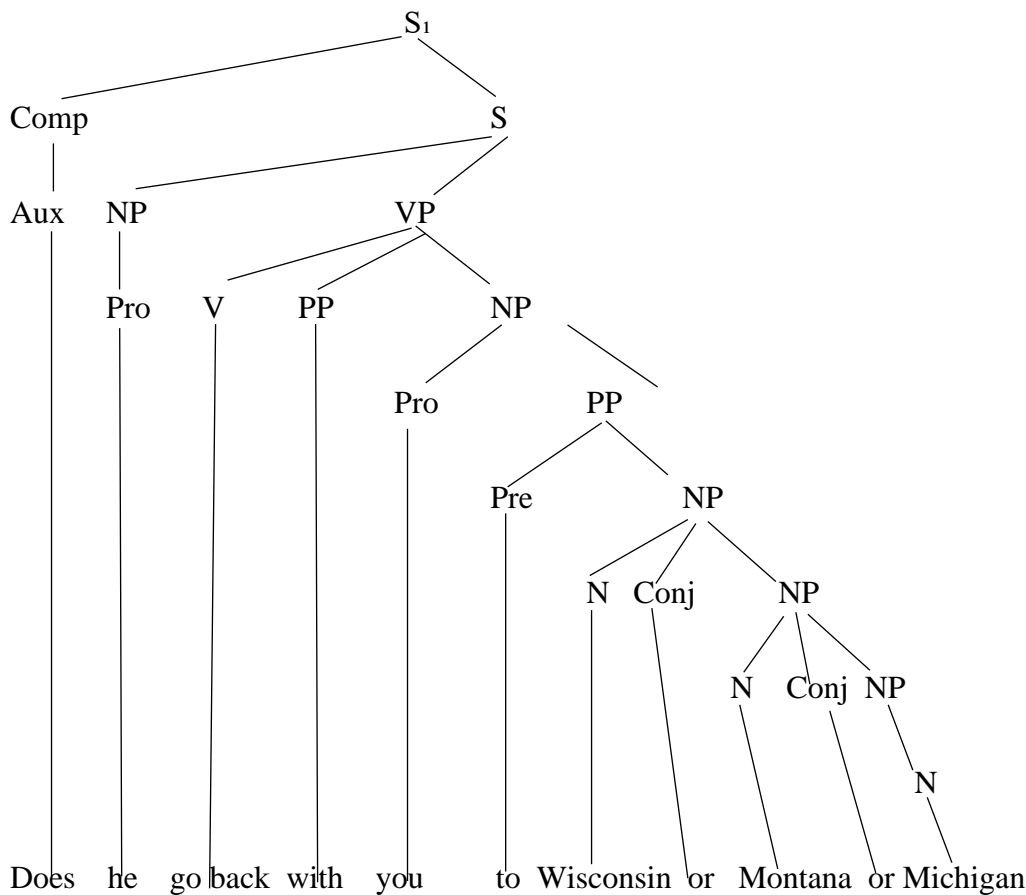 S₁
Comp S
Aux NP VP
Pro V PP NP
Pro PP
Pre NP
N Conj NP
N Conj NP
N
Does he go back with you to Wisconsin or Montana or Michigan